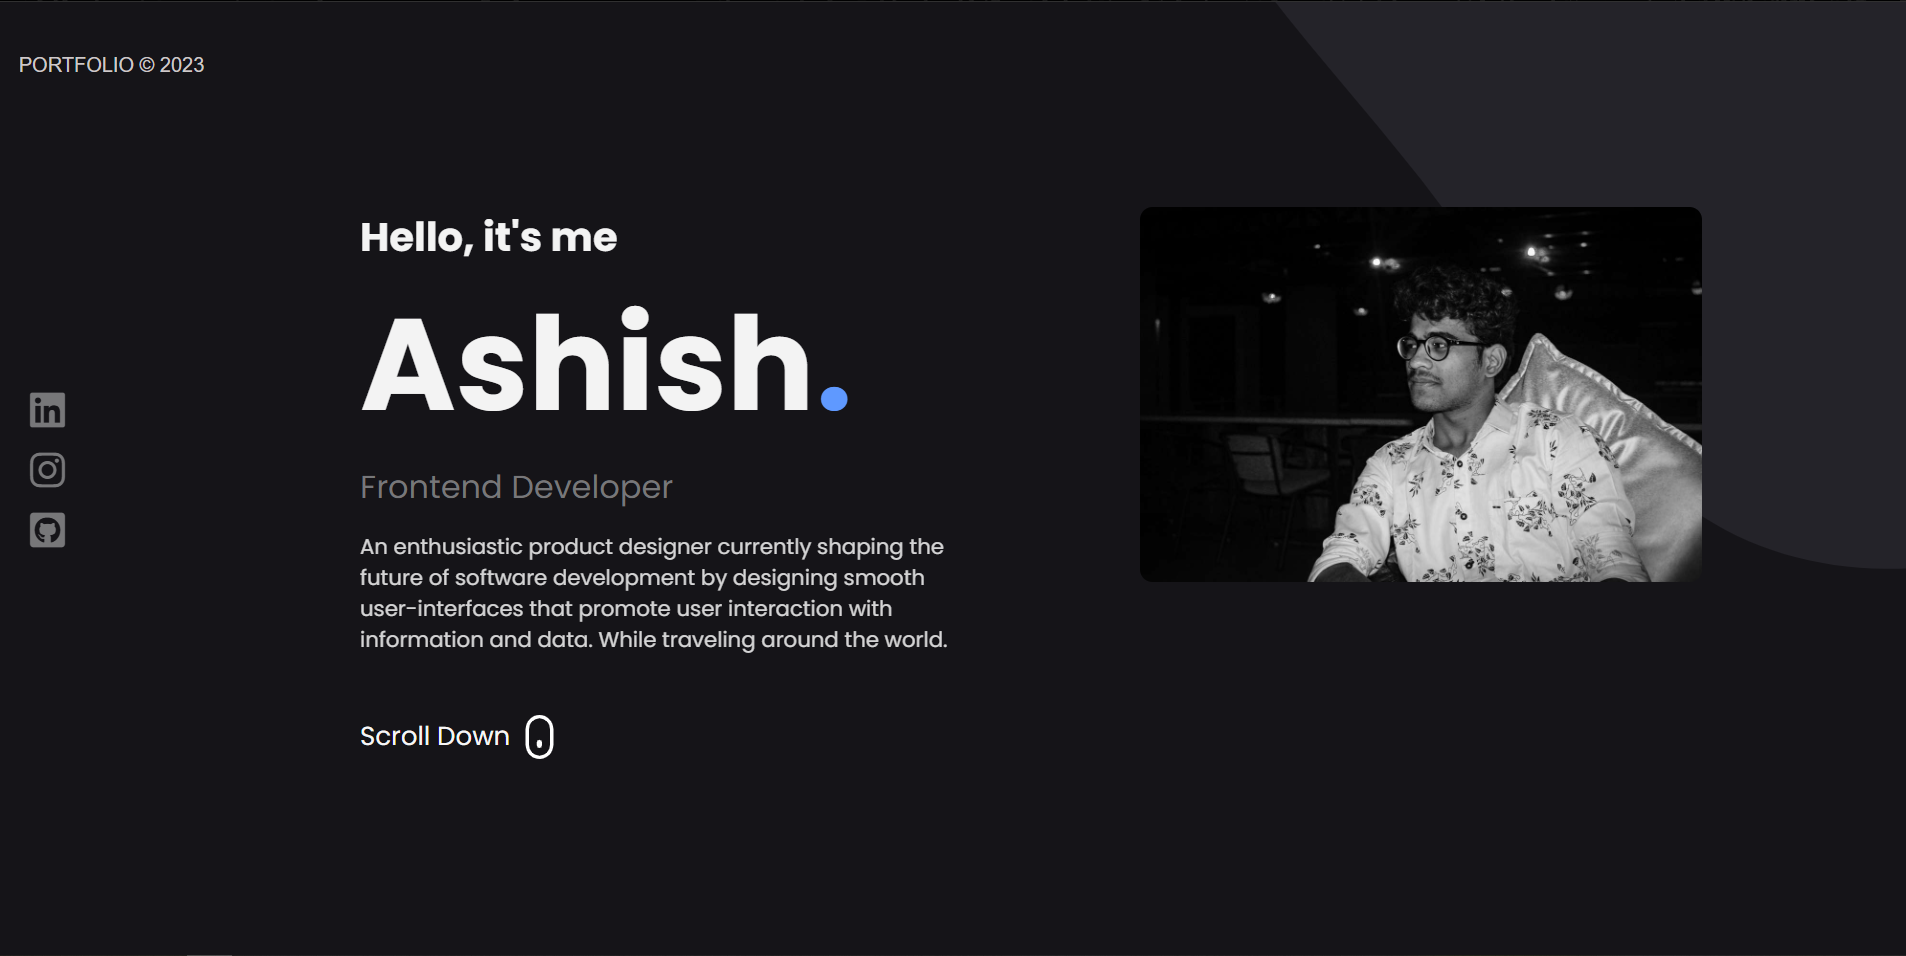 PORTFOLIO © 2023
Hello, it's me
Ashish.
in
Frontend Developer
An enthusiastic product designer currently shaping the
future of software development by designing smooth
user-interfaces that promote user interaction with
information and data. While traveling around the world.
Scroll Down